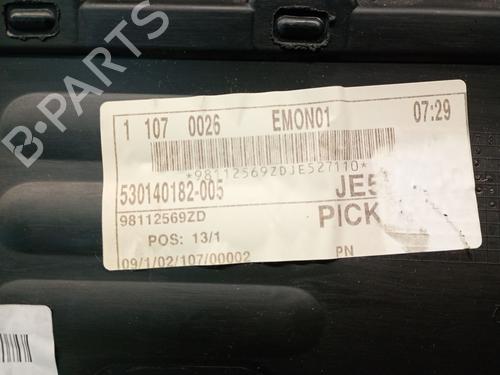 1 107 0026 EMON01 07:29
*98112569ZDJE527110*
530140182-005 JE5
98112569ZD PICK
POS: 13/1
09/1/02/107/00002 PN